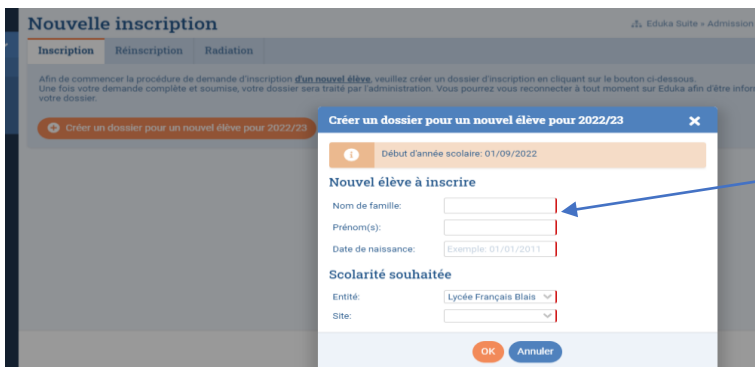 Nouvelle inscription
Eduka Suite » Admission
Inscription Réinscription Radiation
Afin de commencer la procédure de demande d'inscription d'un nouvel élève, veuillez créer un dossier d'inscription en cliquant sur le bouton ci-dessous.
Une fois votre demande complète et soumise, votre dossier sera traité par l'administration. Vous pourrez vous reconnecter à tout moment sur Eduka afin d'être infor
votre dossier.
Créer un dossier pour un nouvel élève pour 2022/23
Créer un dossier pour un nouvel élève pour 2022/23
Début d'année scolaire: 01/09/2022
Nouvel élève à inscrire
Nom de famille:
Prénom(s):
Date de naissance: Exemple: 01/01/2011
Scolarité souhaitée
Entité: Lycée Français Blais
Site:
OK Annuler